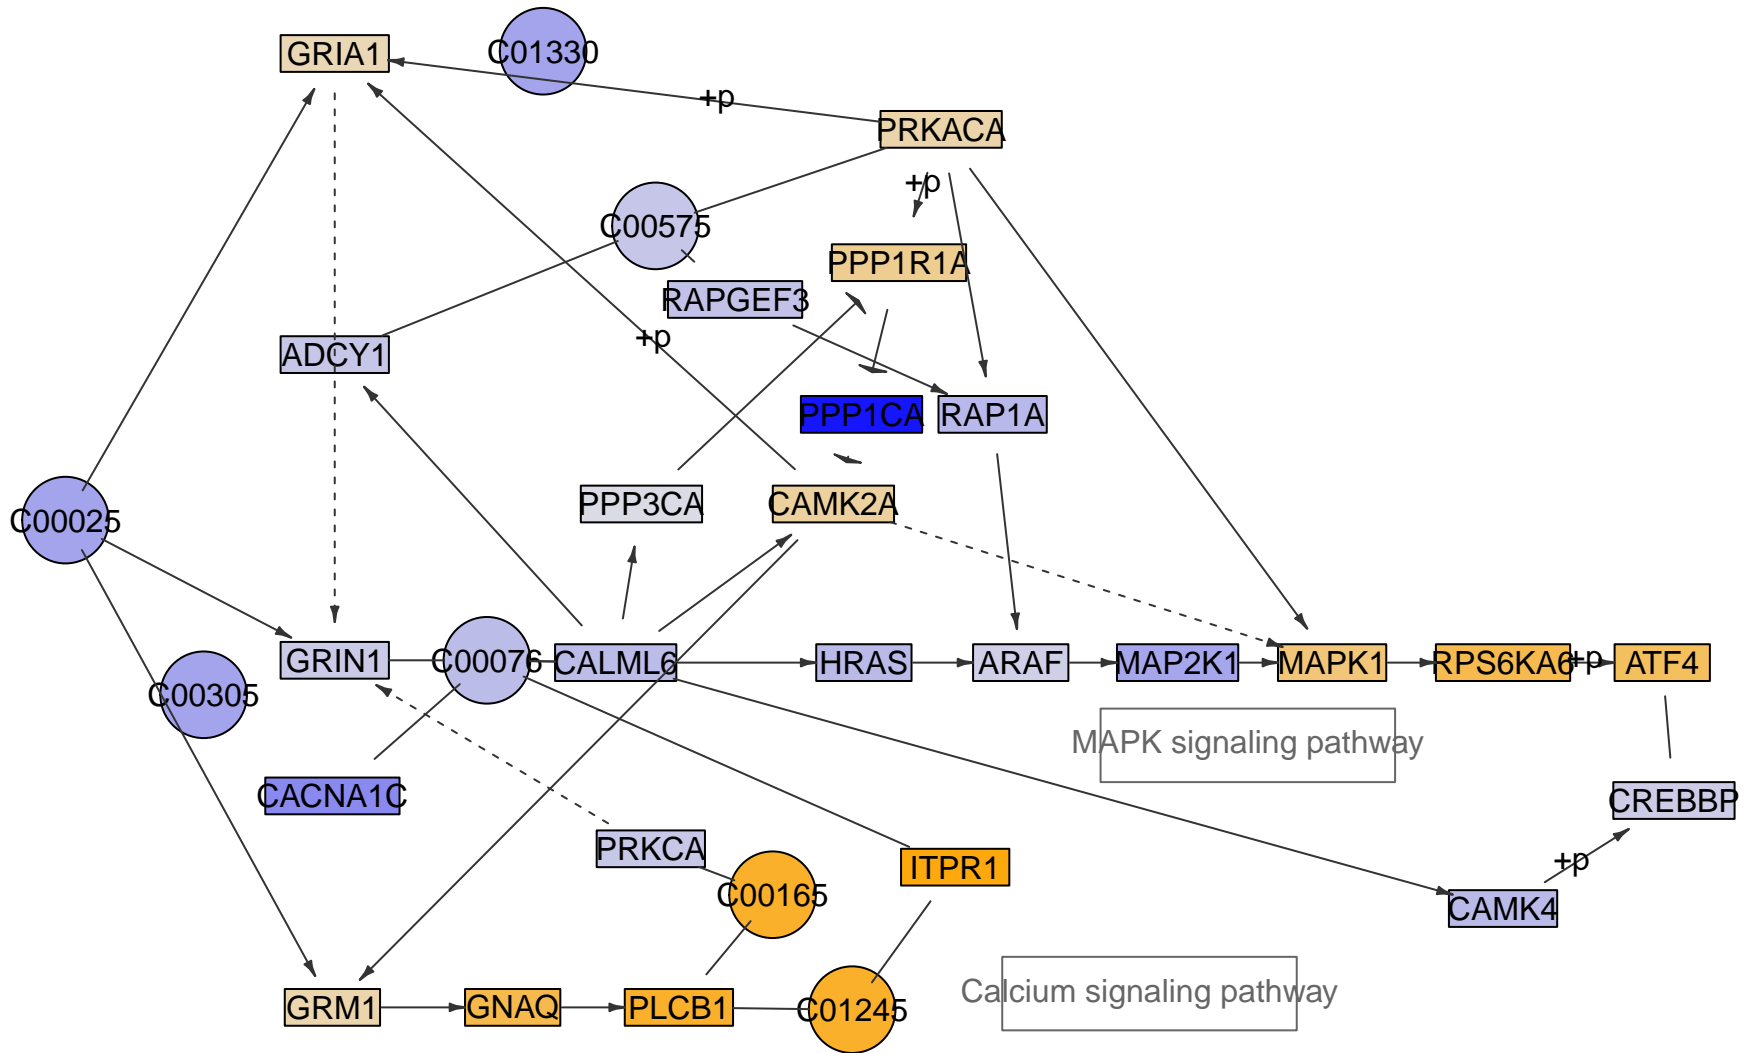 GRIA1
C01330
+p
PRKACA
+p
C00575
PPP1R1A
RAPGEF3
+p
ADCY1
PPP1CA
RAP1A
PPP3CA
CAMK2A
C00025
GRIN1
C00076
CALML6
HRAS
ARAF
MAP2K1
MAPK1
RPS6KA6
+p
ATF4
C00305
MAPK signaling pathway
CACNA1C
CREBBP
PRKCA
ITPR1
+p
C00165
CAMK4
Calcium signaling pathway
GRM1
GNAQ
PLCB1
C01245